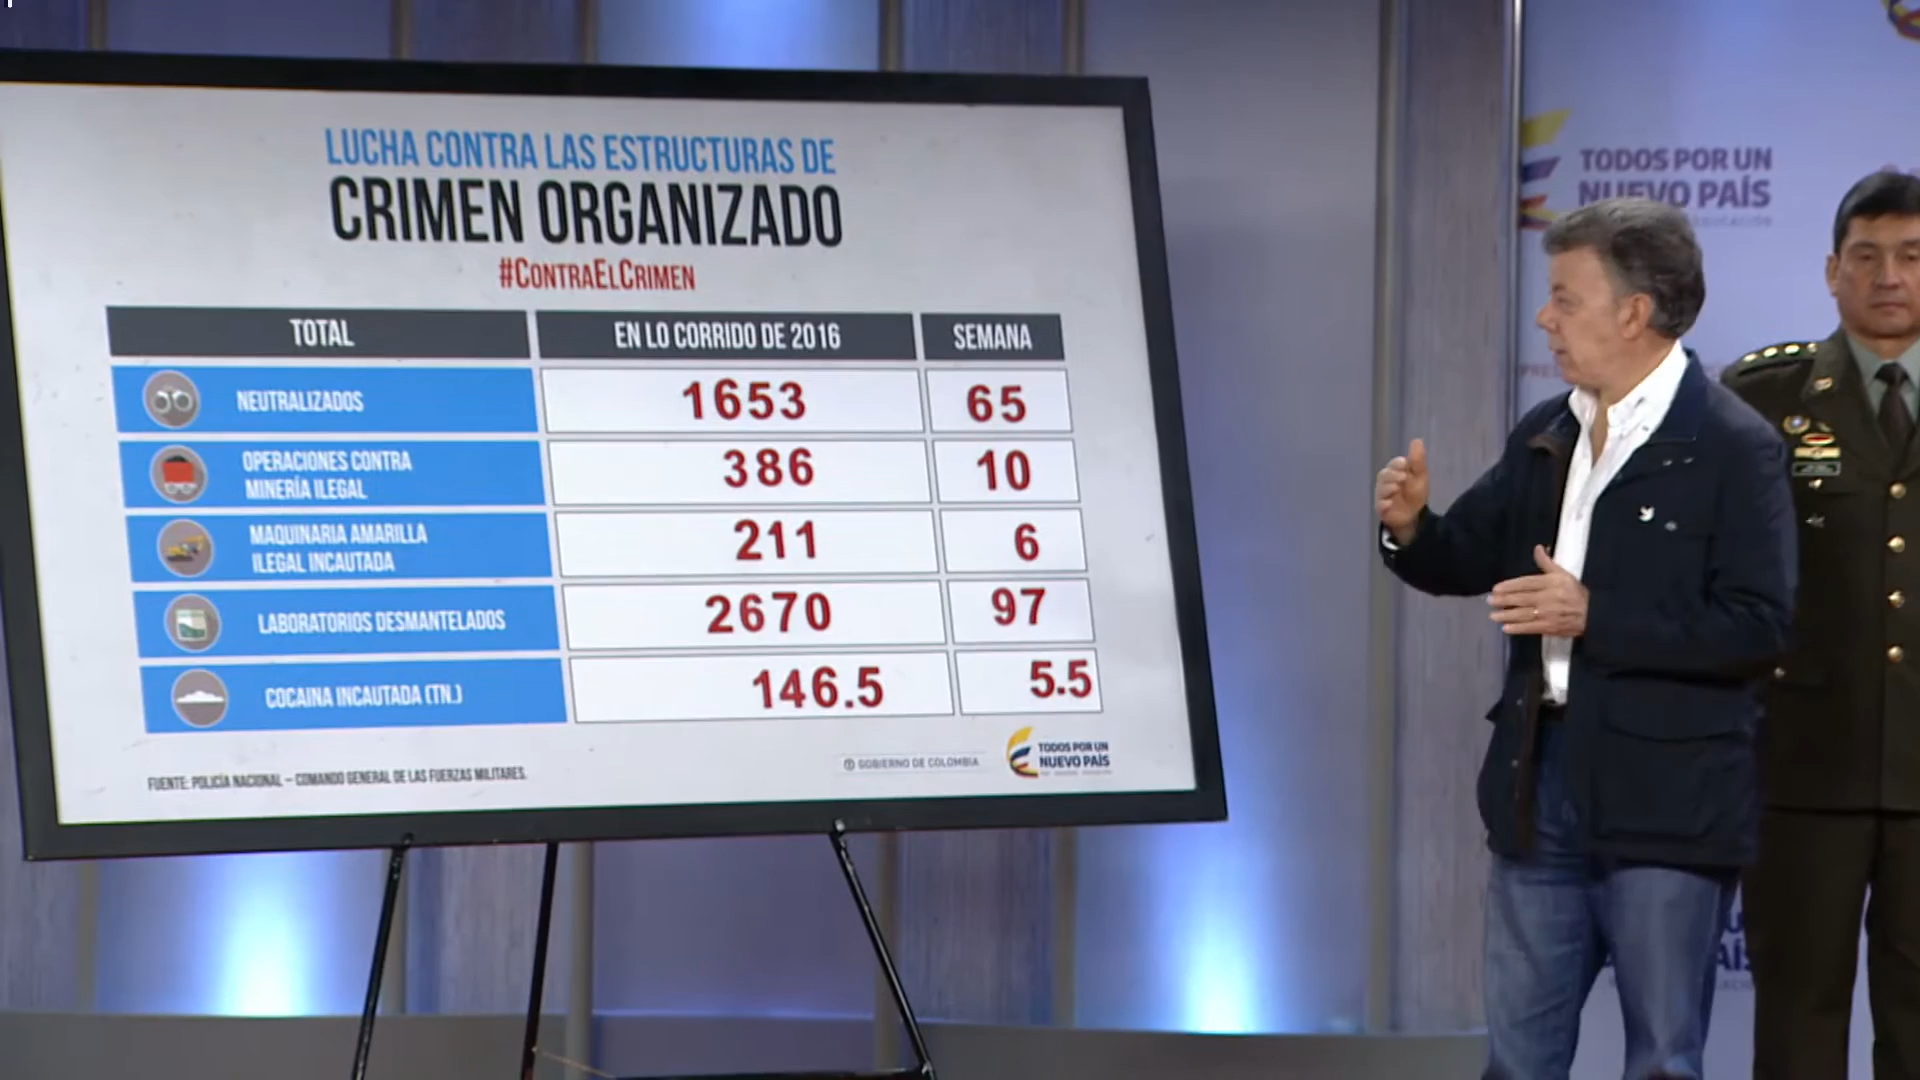 LUCHA CONTRA LAS ESTRUCTURAS DE
CRIMEN ORGANIZADO
#CONTRAELCRIMEN
TOTAL EN LO CORRIDO DE 2016 SEMANA
NEUTRALIZADOS 1653 65
OPERACIONES CONTRA
MINERÍA ILEGAL 386 10
MAQUINARIA AMARILLA
ILEGAL INCAUTADA 211 6
LABORATORIOS DESMANTELADOS 2670 97
COCAINA INCAUTADA (TN.) 146.5 5.5
FUENTE: POLICÍA NACIONAL – COMANDO GENERAL DE LAS FUERZAS MILITARES.
GOBIERNO DE COLOMBIA
TODOS POR UN
NUEVO PAÍS
TODOS POR UN
NUEVO PAÍS